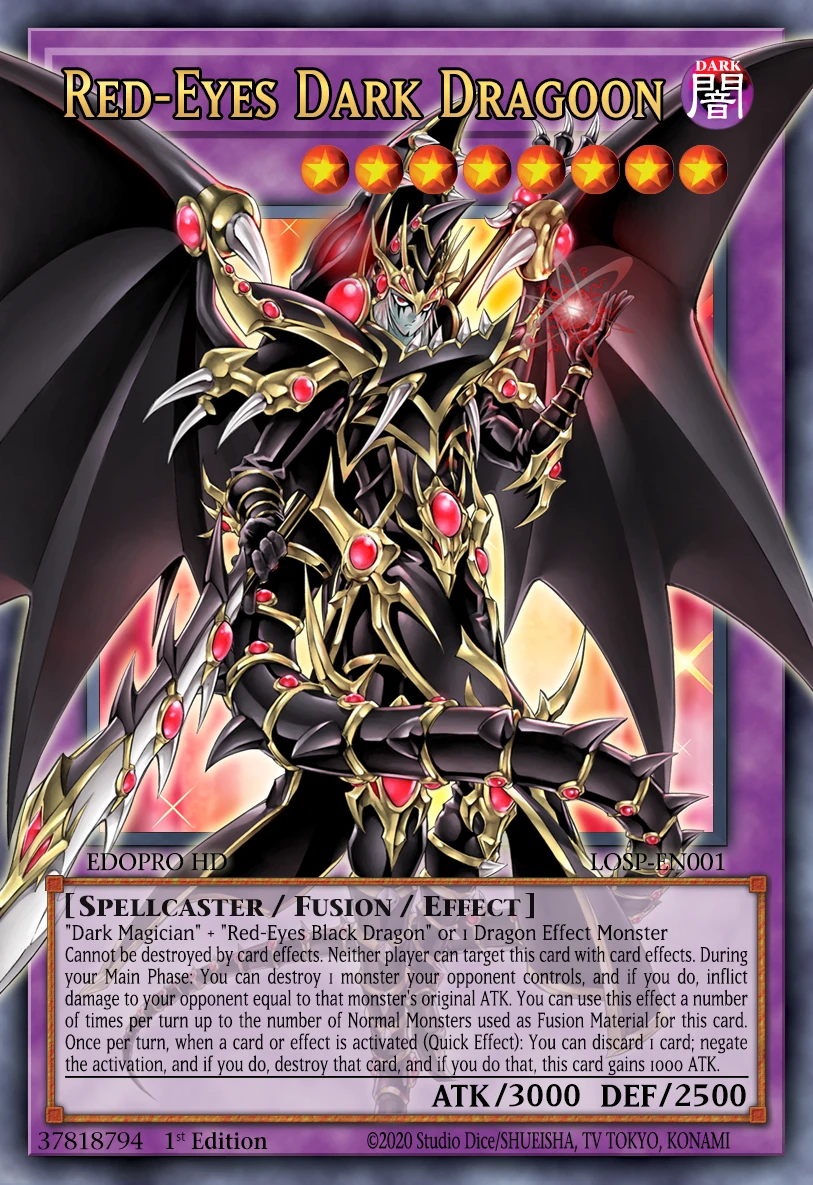 Red-Eyes Dark Dragoon
DARK
闇
EDOPRO HD
LOSP-EN001
[ Spellcaster / Fusion / Effect ]
"Dark Magician" + "Red-Eyes Black Dragon" or 1 Dragon Effect Monster
Cannot be destroyed by card effects. Neither player can target this card with card effects. During
your Main Phase: You can destroy 1 monster your opponent controls, and if you do, inflict
damage to your opponent equal to that monster's original ATK. You can use this effect a number
of times per turn up to the number of Normal Monsters used as Fusion Material for this card.
Once per turn, when a card or effect is activated (Quick Effect): You can discard 1 card; negate
the activation, and if you do, destroy that card, and if you do that, this card gains 1000 ATK.
ATK/3000 DEF/2500
37818794 1st Edition
©2020 Studio Dice/SHUEISHA, TV TOKYO, KONAMI